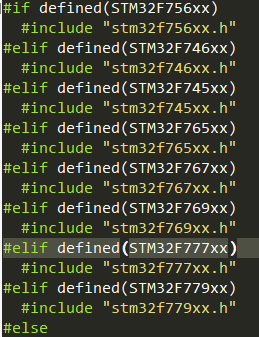 #if defined(STM32F756xx)
  #include "stm32f756xx.h"
#elif defined(STM32F746xx)
  #include "stm32f746xx.h"
#elif defined(STM32F745xx)
  #include "stm32f745xx.h"
#elif defined(STM32F765xx)
  #include "stm32f765xx.h"
#elif defined(STM32F767xx)
  #include "stm32f767xx.h"
#elif defined(STM32F769xx)
  #include "stm32f769xx.h"
#elif defined(STM32F777xx)
  #include "stm32f777xx.h"
#elif defined(STM32F779xx)
  #include "stm32f779xx.h"
#else